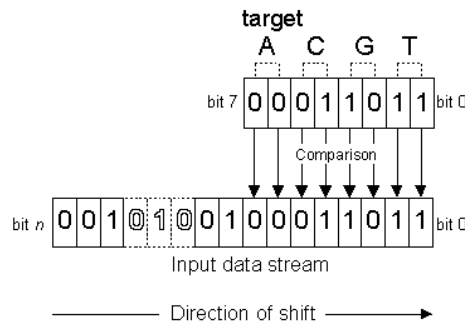 target
A C G T
bit 7 0 0 0 1 1 0 1 1 bit 0
Comparison
bit n 0 0 1 0 1 0 0 1 0 0 0 1 1 0 1 1 bit 0
Input data stream
Direction of shift